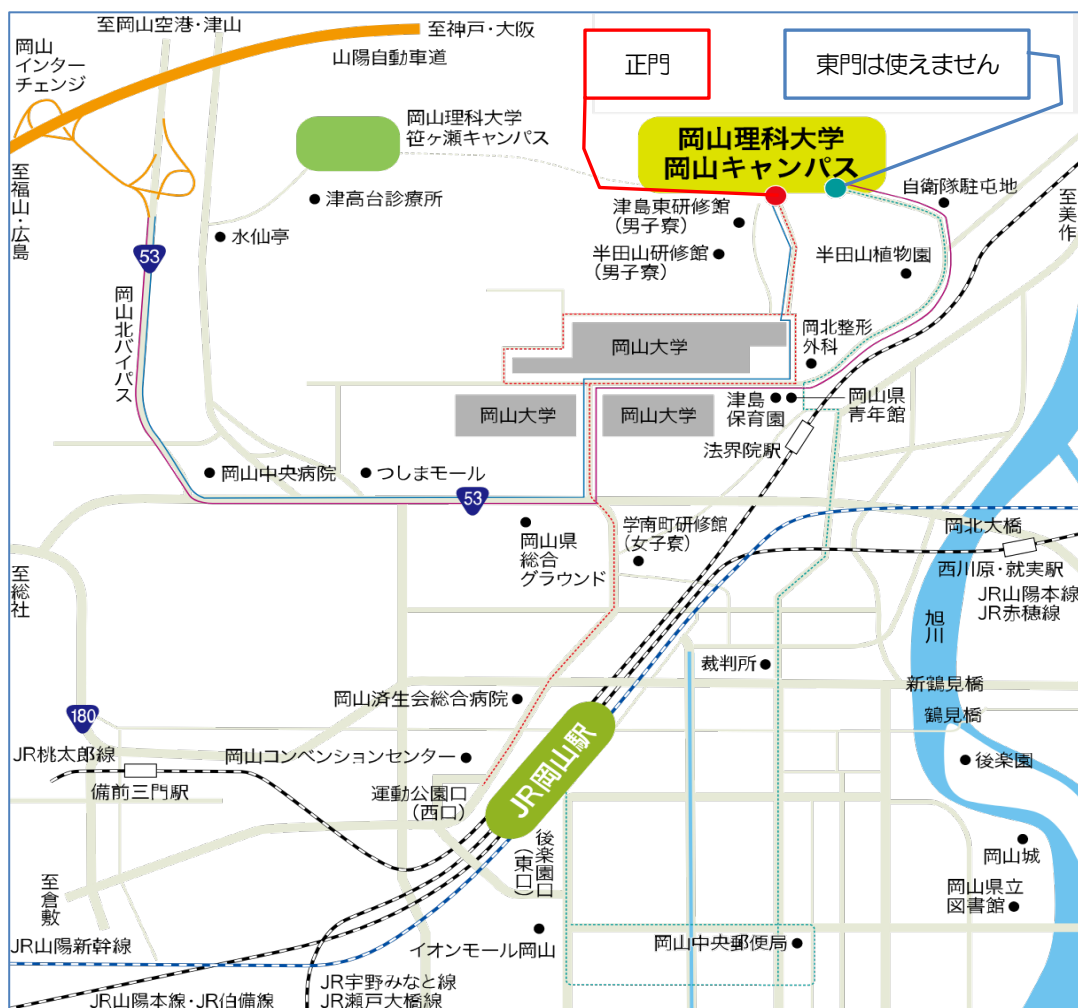 至岡山空港・津山
至神戸・大阪
岡山
インター
チェンジ
山陽自動車道
正門
東門は使えません
岡山理科大学
笹ヶ瀬キャンパス
岡山理科大学
岡山キャンパス
至福山・広島
津高台診療所
自衛隊駐屯地
至美作
津島東研修館
(男子寮)
水仙亭
半田山研修館
(男子寮)
半田山植物園
53
岡山北バイパス
岡山大学
岡北整形
外科
岡山大学
岡山大学
津島
保育園
岡山県
青年館
法界院駅
岡山中央病院
つしまモール
53
学南町研修館
(女子寮)
岡山県
総合
グラウンド
岡北大橋
西川原・就実駅
JR山陽本線
JR赤穂線
至総社
旭川
裁判所
新鶴見橋
岡山済生会総合病院
180
鶴見橋
JR桃太郎線
岡山コンベンションセンター
JR岡山駅
後楽園
備前三門駅
運動公園口
(西口)
後楽園口
(東口)
岡山城
至倉敷
岡山県立
図書館
JR山陽新幹線
イオンモール岡山
岡山中央郵便局
JR宇野みなと線
JR瀬戸大橋線
JR山陽本線・JR伯備線